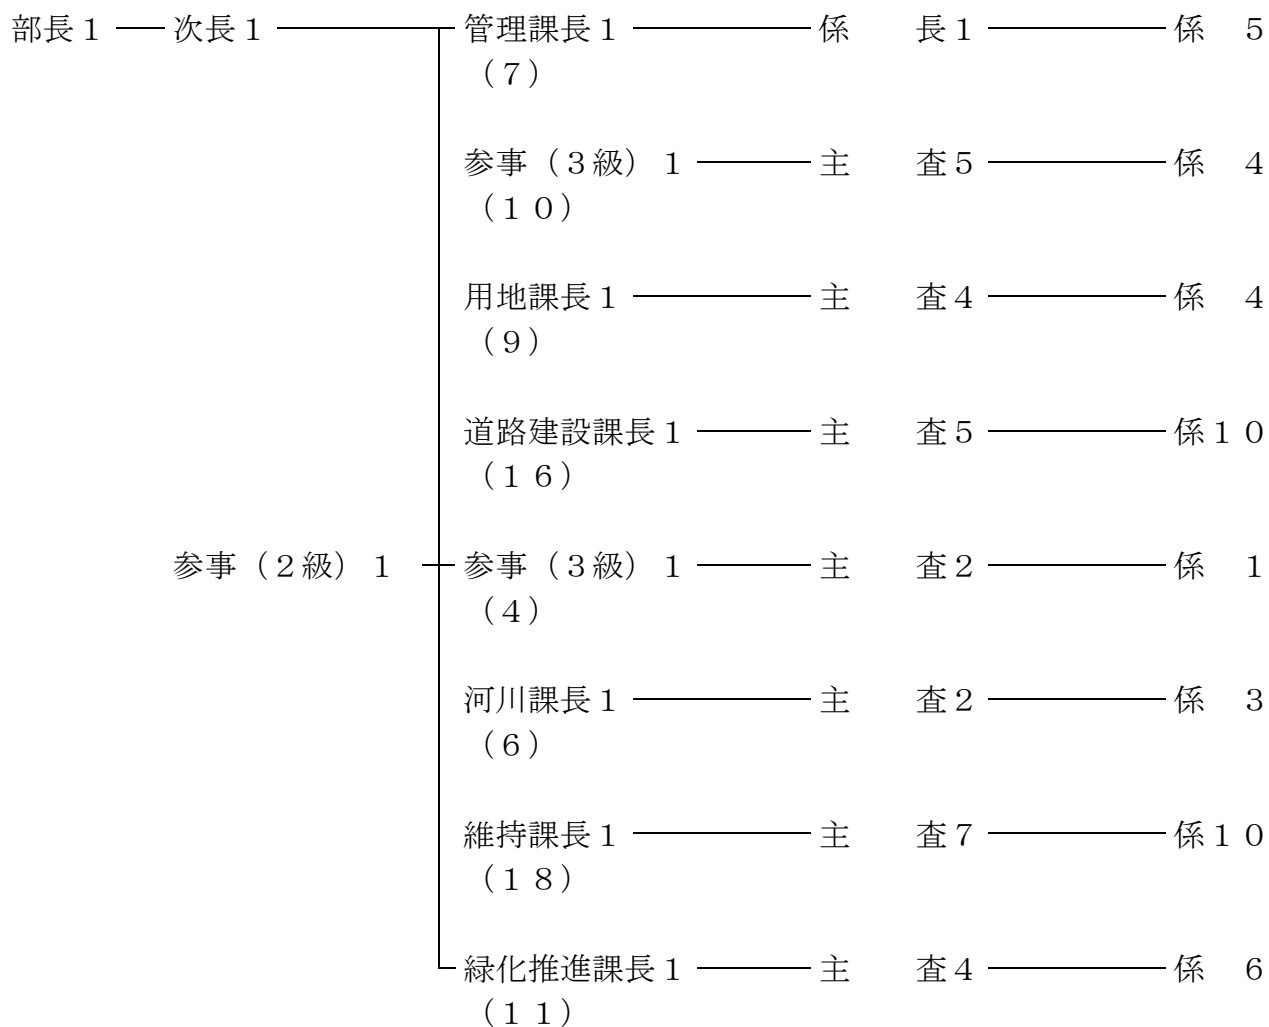 部長１ 次長１ 管理課長１ 係　長１ 係　５
（７）
参事（３級）１ 主　査５ 係　４
（１０）
用地課長１ 主　査４ 係　４
（９）
道路建設課長１ 主　査５ 係１０
（１６）
参事（２級）１ 参事（３級）１ 主　査２ 係　１
（４）
河川課長１ 主　査２ 係　３
（６）
維持課長１ 主　査７ 係１０
（１８）
緑化推進課長１ 主　査４ 係　６
（１１）